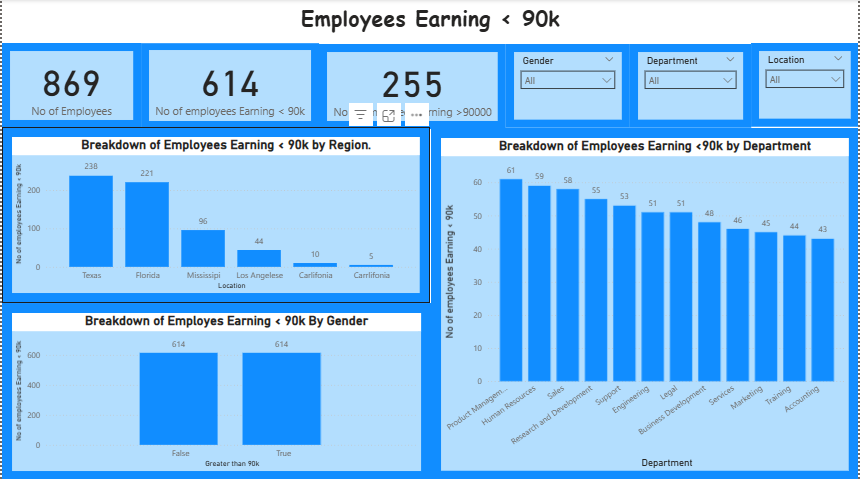 Employees Earning < 90k
869
No of Employees
614
No of employees Earning < 90k
255
No ... rning >90000
Gender
All
Department
All
Location
All
Breakdown of Employees Earning < 90k by Region.
No of employees Earning < 90k
200
100
0
238
221
96
44
10
5
Texas
Florida
Mississipi
Los Angelese
Carlifonia
Carrlifonia
Location
Breakdown of Employes Earning < 90k By Gender
No of employees Earning < 90k
600
400
200
0
614
614
False
True
Greater than 90k
Breakdown of Employees Earning <90k by Department
No of employees Earning < 90k
60
50
40
30
20
10
0
61
59
58
55
53
51
51
48
46
45
44
43
Product Managem...
Human Resources
Sales
Research and Development
Support
Engineering
Legal
Business Development
Services
Marketing
Training
Accounting
Department